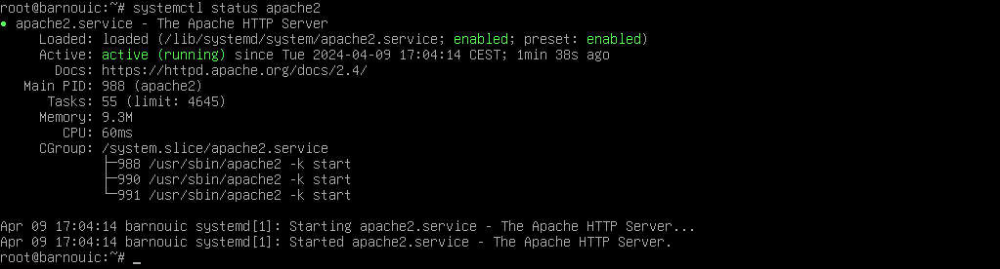 root@barnouic:~# systemctl status apache2
● apache2.service - The Apache HTTP Server
     Loaded: loaded (/lib/systemd/system/apache2.service; enabled; preset: enabled)
     Active: active (running) since Tue 2024-04-09 17:04:14 CEST; 1min 38s ago
       Docs: https://httpd.apache.org/docs/2.4/
   Main PID: 988 (apache2)
      Tasks: 55 (limit: 4645)
     Memory: 9.3M
        CPU: 60ms
     CGroup: /system.slice/apache2.service
             ├─988 /usr/sbin/apache2 -k start
             ├─990 /usr/sbin/apache2 -k start
             └─991 /usr/sbin/apache2 -k start

Apr 09 17:04:14 barnouic systemd[1]: Starting apache2.service - The Apache HTTP Server...
Apr 09 17:04:14 barnouic systemd[1]: Started apache2.service - The Apache HTTP Server.
root@barnouic:~# _